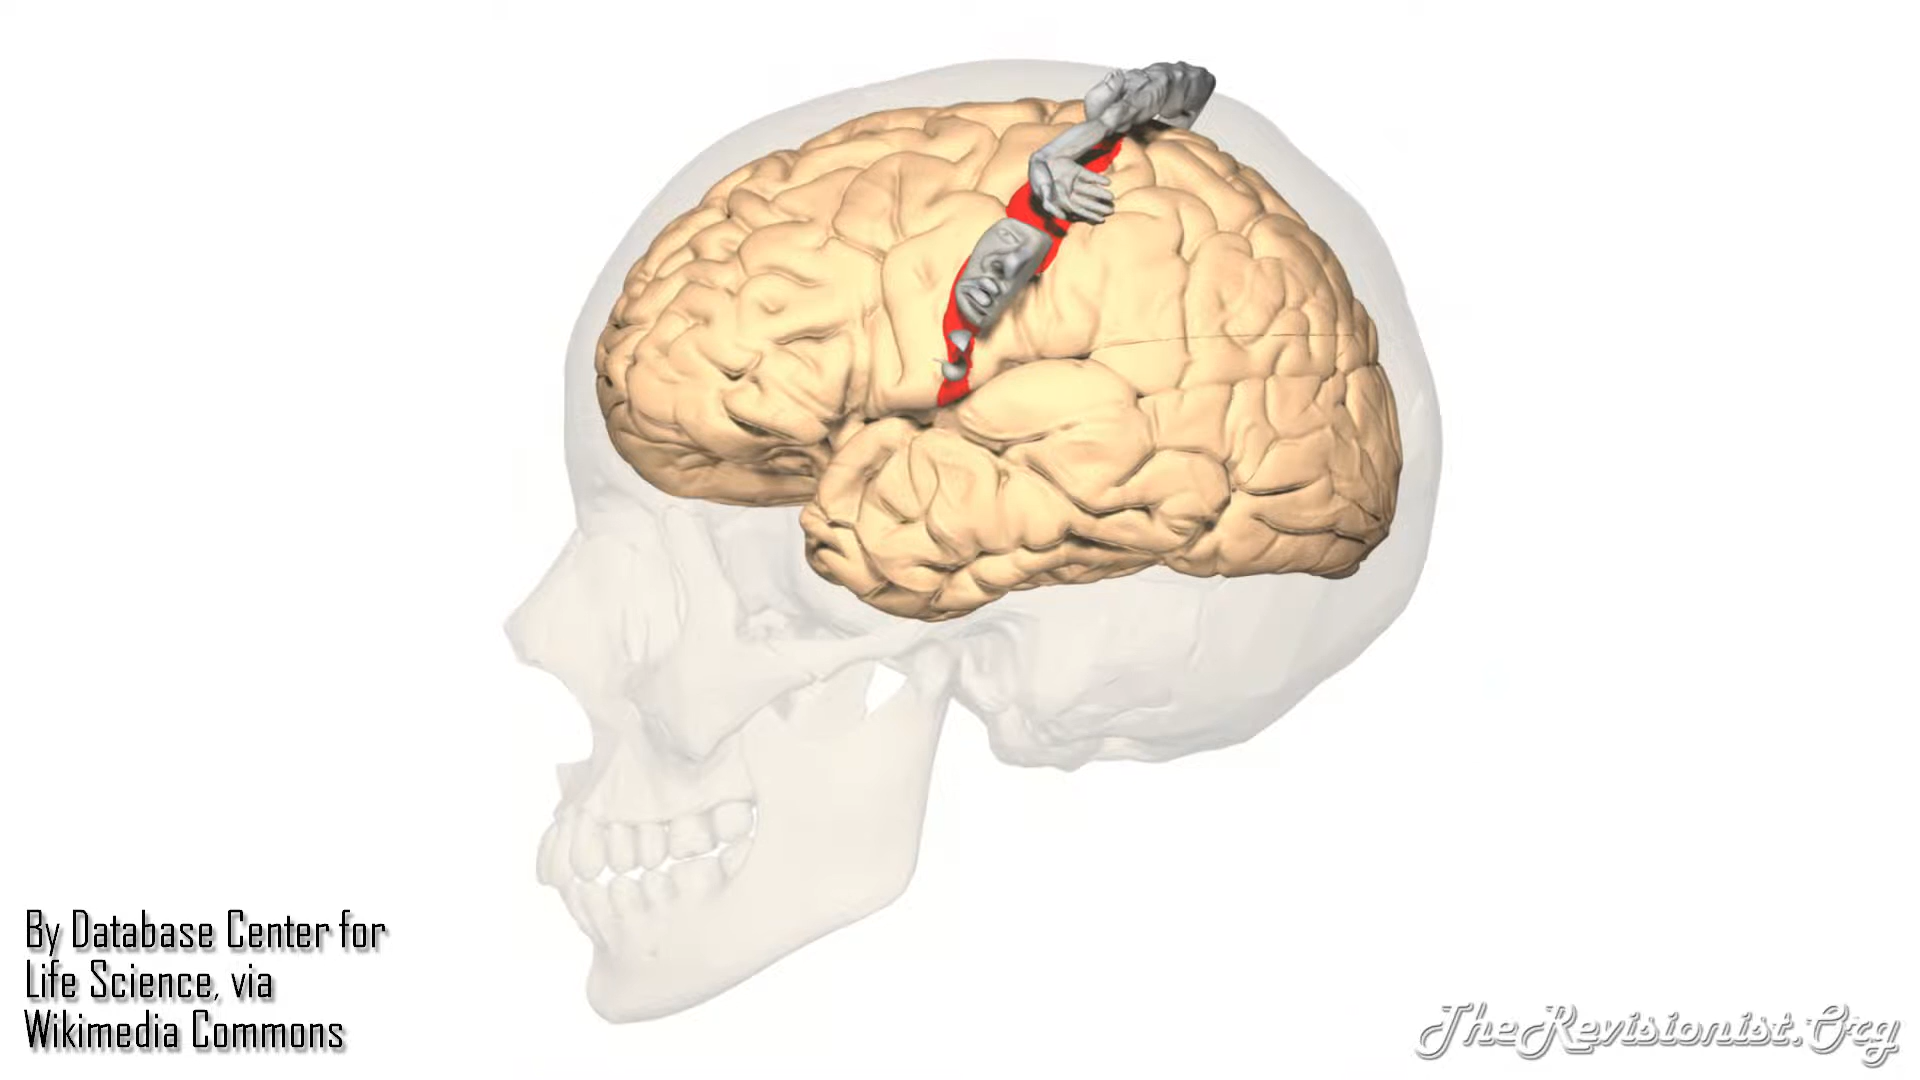 By Database Center for
Life Science, via
Wikimedia Commons
TheRevisionist.Org